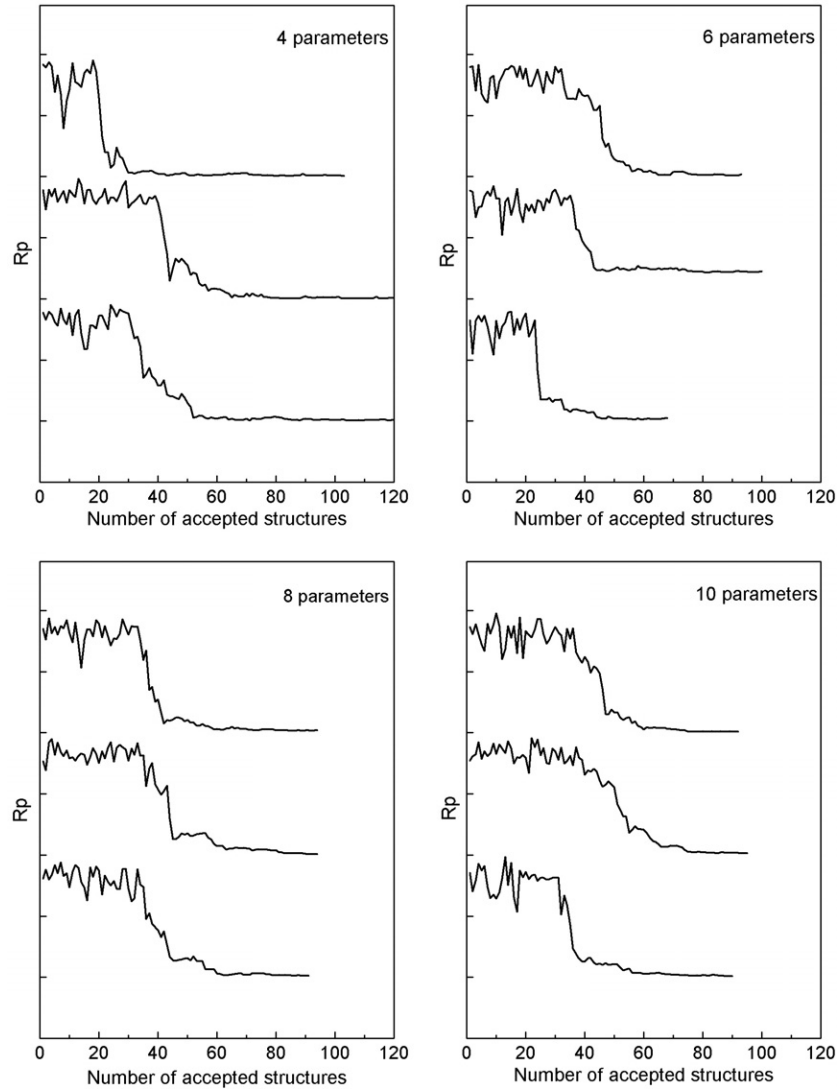 4 parameters
Rp
0 20 40 60 80 100 120
Number of accepted structures
6 parameters
Rp
0 20 40 60 80 100 120
Number of accepted structures
8 parameters
Rp
0 20 40 60 80 100 120
Number of accepted structures
10 parameters
Rp
0 20 40 60 80 100 120
Number of accepted structures